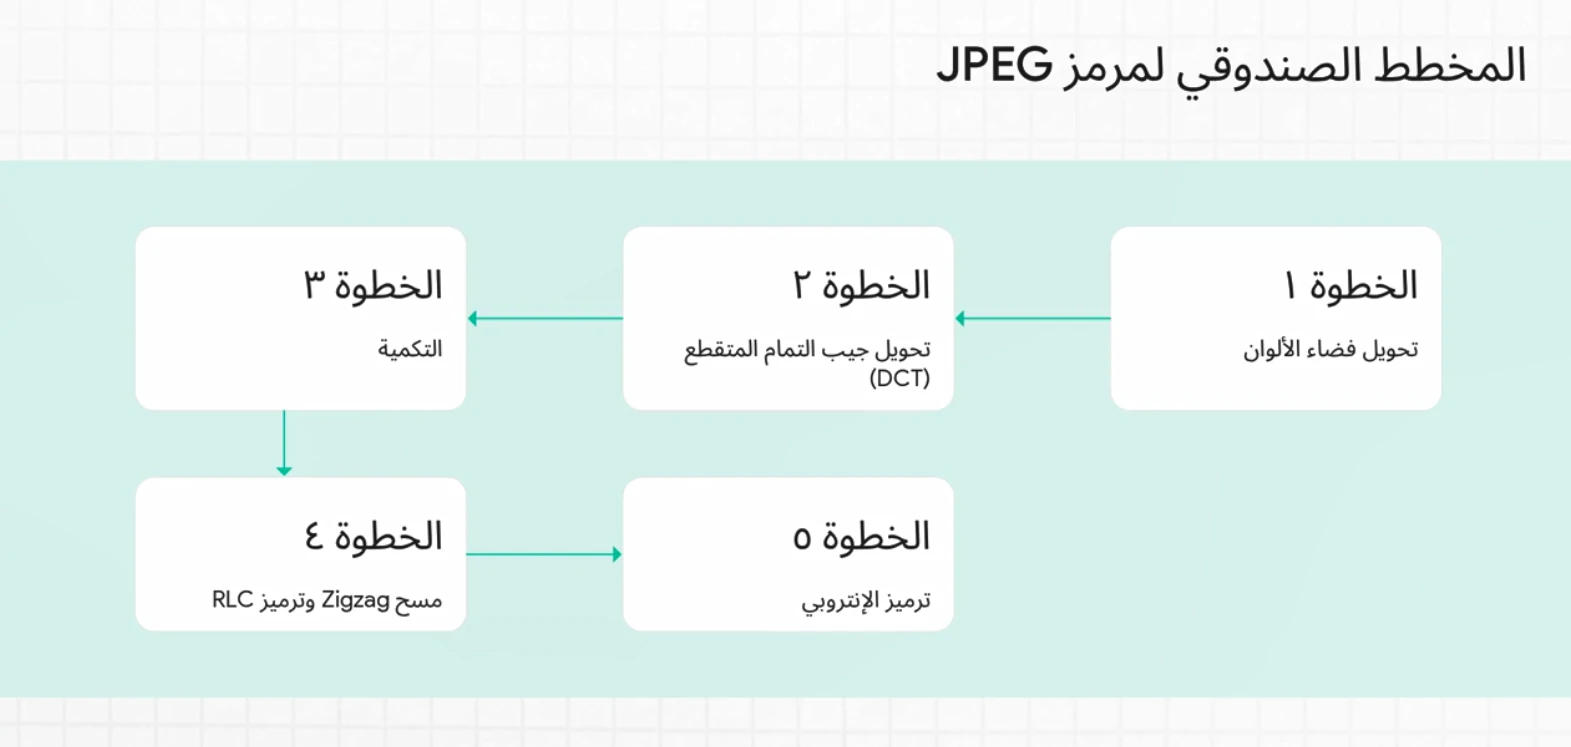 المخطط الصندوقي لمرمز JPEG
الخطوة ١
تحويل فضاء الألوان
الخطوة ٢
تحويل جيب التمام المتقطع
(DCT)
الخطوة ٣
التكمية
الخطوة ٤
مسح Zigzag وترميز RLC
الخطوة ٥
ترميز الإنتروبي